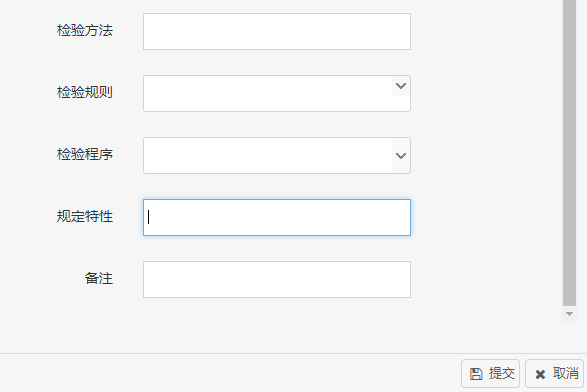 检验方法
检验规则
检验程序
规定特性
备注
提交 取消